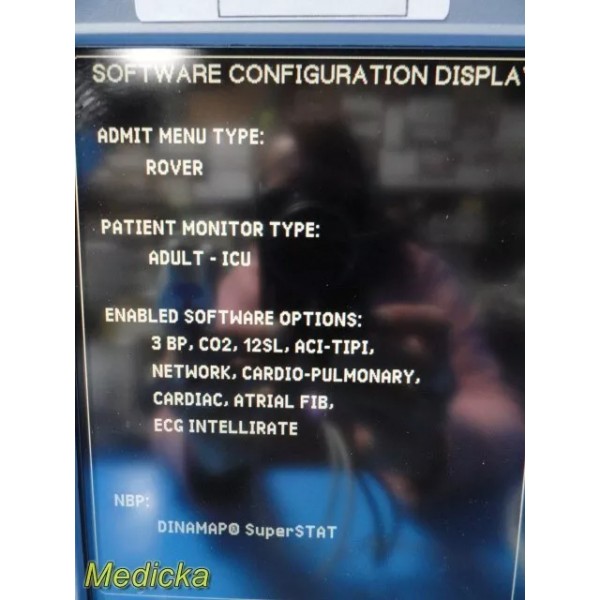 SOFTWARE CONFIGURATION DISPLAY
ADMIT MENU TYPE:
ROVER
PATIENT MONITOR TYPE:
ADULT - ICU
ENABLED SOFTWARE OPTIONS:
3 BP, CO2, 12SL, ACI-TIPI,
NETWORK, CARDIO-PULMONARY,
CARDIAC, ATRIAL FIB,
ECG INTELLIRATE
NBP:
DINAMAP® SuperSTAT
Medicka